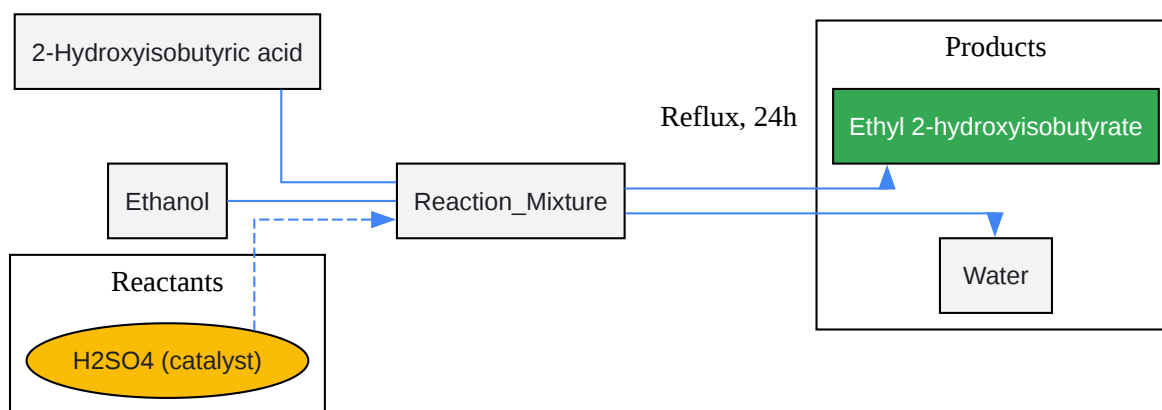 2-Hydroxyisobutyric acid
Ethanol
Reactants
H2SO4 (catalyst)
Reaction_Mixture
Reflux, 24h
Products
Ethyl 2-hydroxyisobutyrate
Water